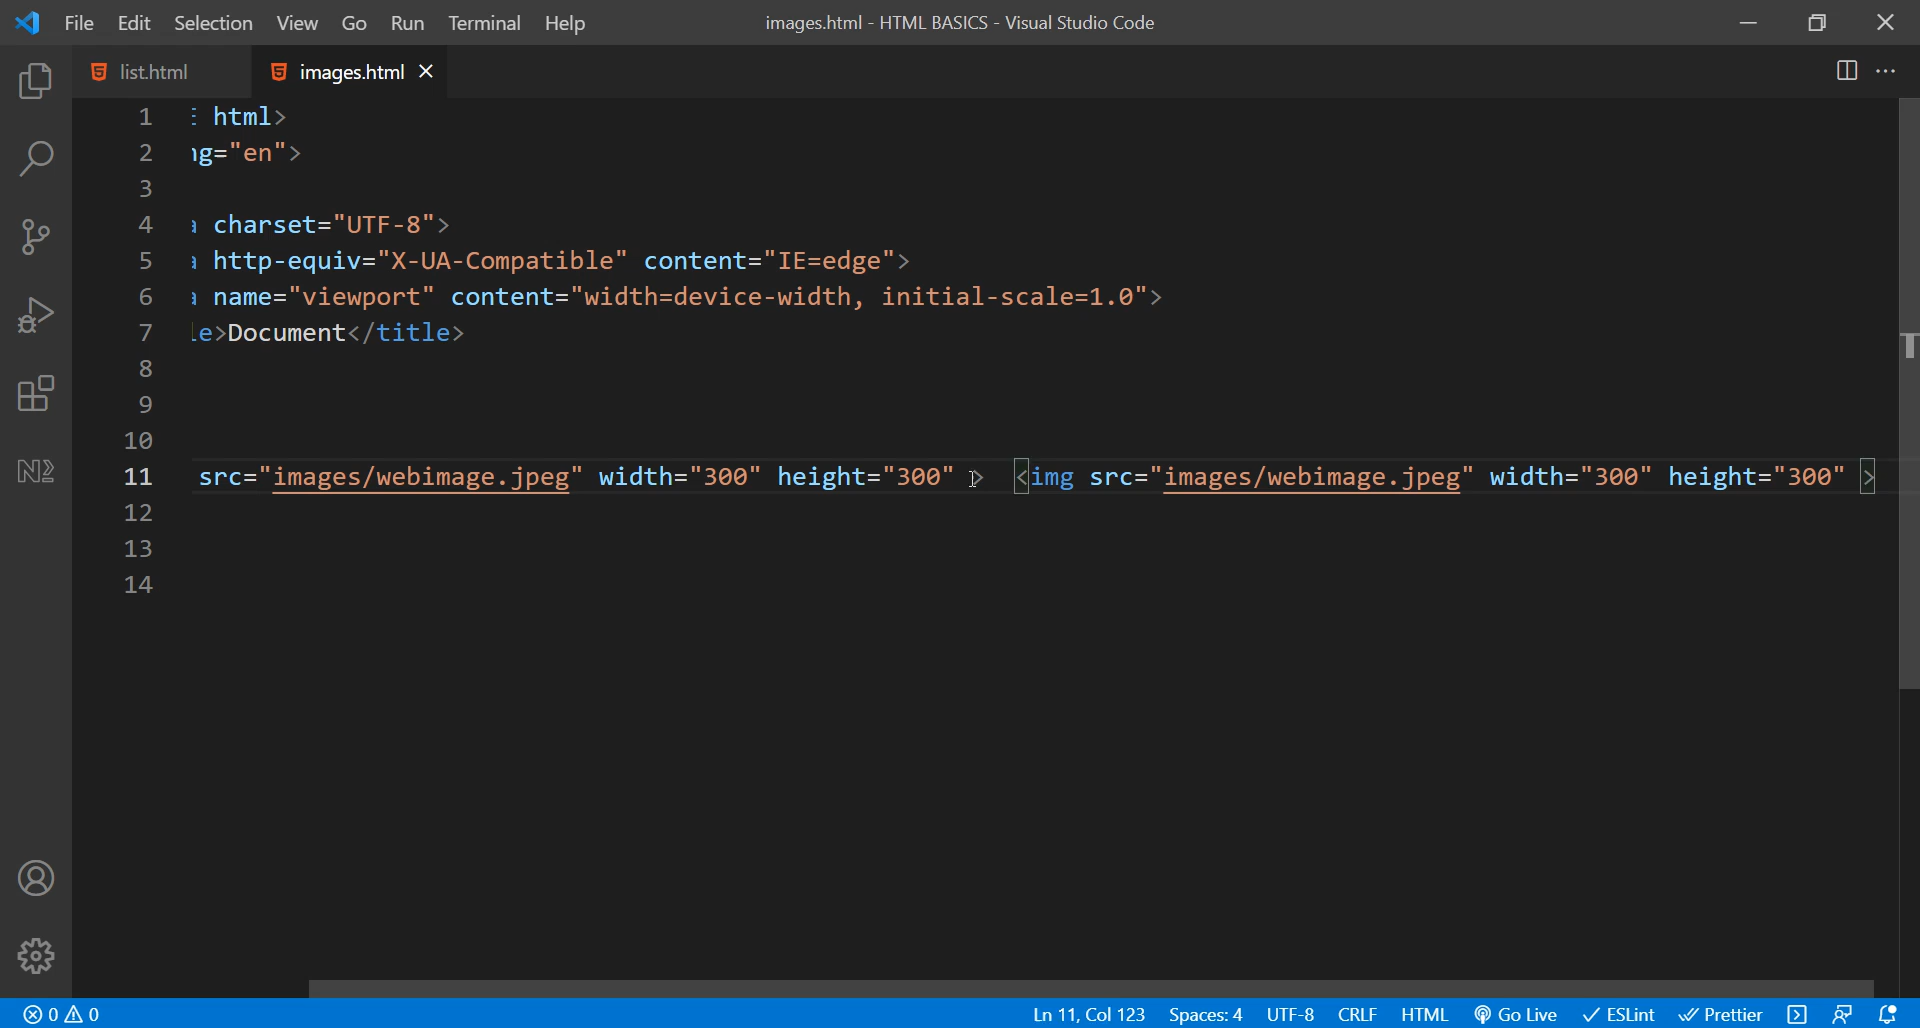 File Edit Selection View Go Run Terminal Help images.html - HTML BASICS - Visual Studio Code
list.html images.html
1 html>
2 ng="en">
3
4 charset="UTF-8">
5 http-equiv="X-UA-Compatible" content="IE=edge">
6 name="viewport" content="width=device-width, initial-scale=1.0">
7 le>Document</title>
8
9
10
11 src="images/webimage.jpeg" width="300" height="300" > <img src="images/webimage.jpeg" width="300" height="300" >
12
13
14
0 0 Ln 11, Col 123 Spaces: 4 UTF-8 CRLF HTML Go Live ESLint Prettier